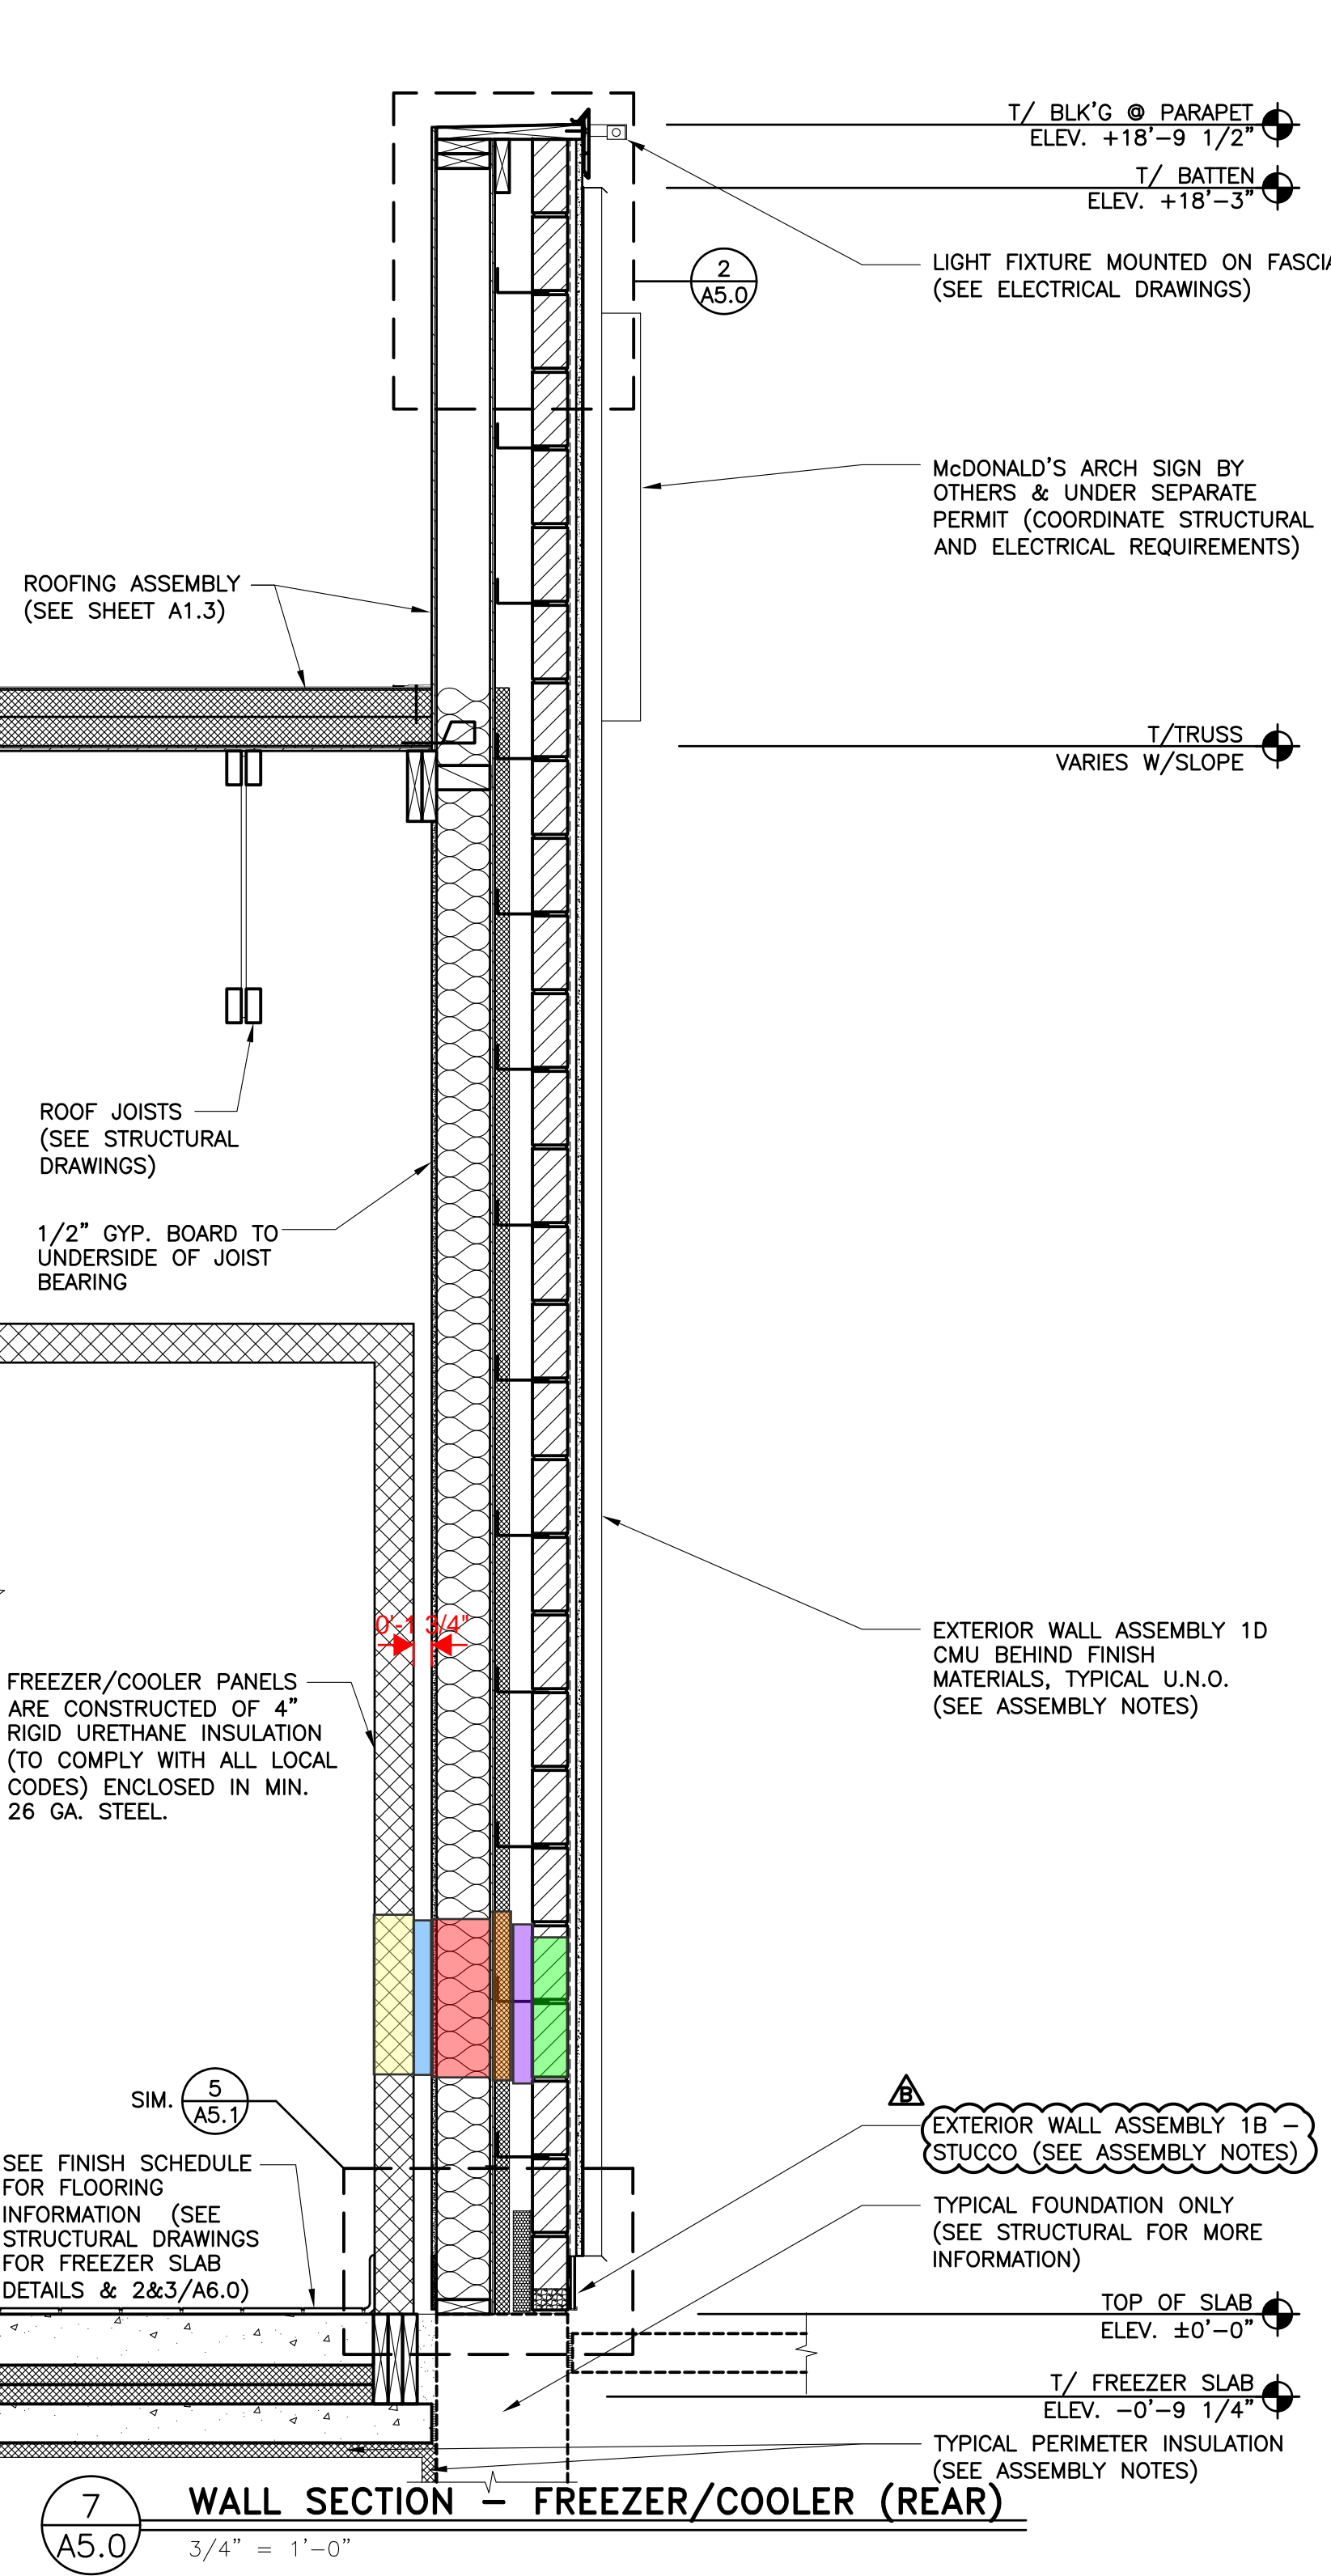 T/ BLK'G @ PARAPET
ELEV. +18'-9 1/2"
T/ BATTEN
ELEV. +18'-3"
LIGHT FIXTURE MOUNTED ON FASCIA
(SEE ELECTRICAL DRAWINGS)
2
A5.0
McDONALD'S ARCH SIGN BY
OTHERS & UNDER SEPARATE
PERMIT (COORDINATE STRUCTURAL
AND ELECTRICAL REQUIREMENTS)
ROOFING ASSEMBLY
(SEE SHEET A1.3)
T/TRUSS
VARIES W/SLOPE
ROOF JOISTS
(SEE STRUCTURAL
DRAWINGS)
1/2" GYP. BOARD TO
UNDERSIDE OF JOIST
BEARING
0'-1 3/4"
EXTERIOR WALL ASSEMBLY 1D
CMU BEHIND FINISH
MATERIALS, TYPICAL U.N.O.
(SEE ASSEMBLY NOTES)
FREEZER/COOLER PANELS
ARE CONSTRUCTED OF 4"
RIGID URETHANE INSULATION
(TO COMPLY WITH ALL LOCAL
CODES) ENCLOSED IN MIN.
26 GA. STEEL.
SIM.
5
A5.1
B
EXTERIOR WALL ASSEMBLY 1B -
STUCCO (SEE ASSEMBLY NOTES)
SEE FINISH SCHEDULE
FOR FLOORING
INFORMATION (SEE
STRUCTURAL DRAWINGS
FOR FREEZER SLAB
DETAILS & 2&3/A6.0)
TYPICAL FOUNDATION ONLY
(SEE STRUCTURAL FOR MORE
INFORMATION)
TOP OF SLAB
ELEV. ±0'-0"
T/ FREEZER SLAB
ELEV. -0'-9 1/4"
TYPICAL PERIMETER INSULATION
(SEE ASSEMBLY NOTES)
7
A5.0
WALL SECTION - FREEZER/COOLER (REAR)
3/4" = 1'-0"